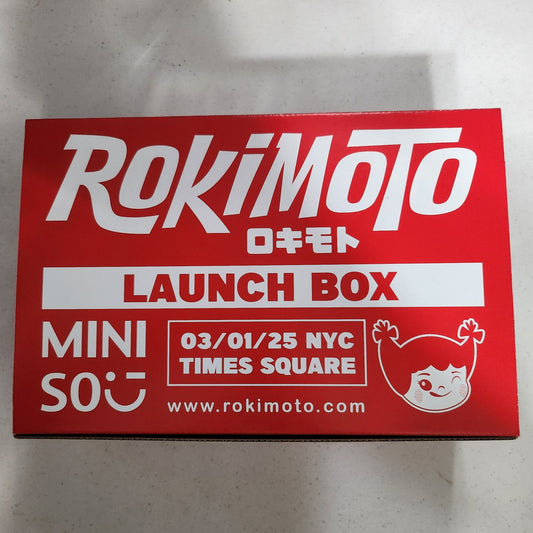 ROKiMOTO
ロキモト
LAUNCH BOX
MINI
SO
03/01/25 NYC
TIMES SQUARE
www.rokimoto.com